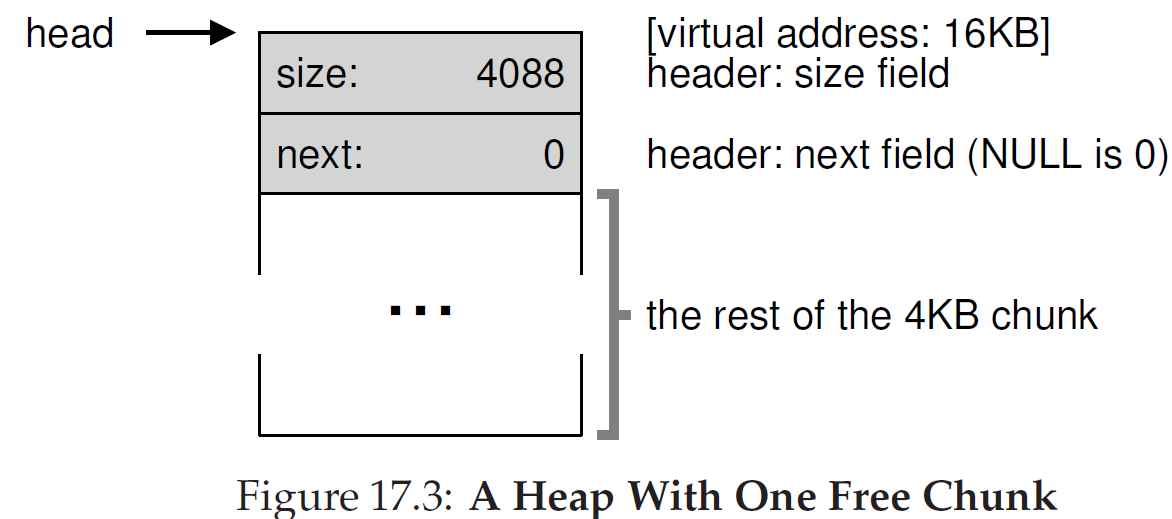 head
[virtual address: 16KB]
size: 4088
header: size field
next: 0
header: next field (NULL is 0)
...
the rest of the 4KB chunk
Figure 17.3: A Heap With One Free Chunk